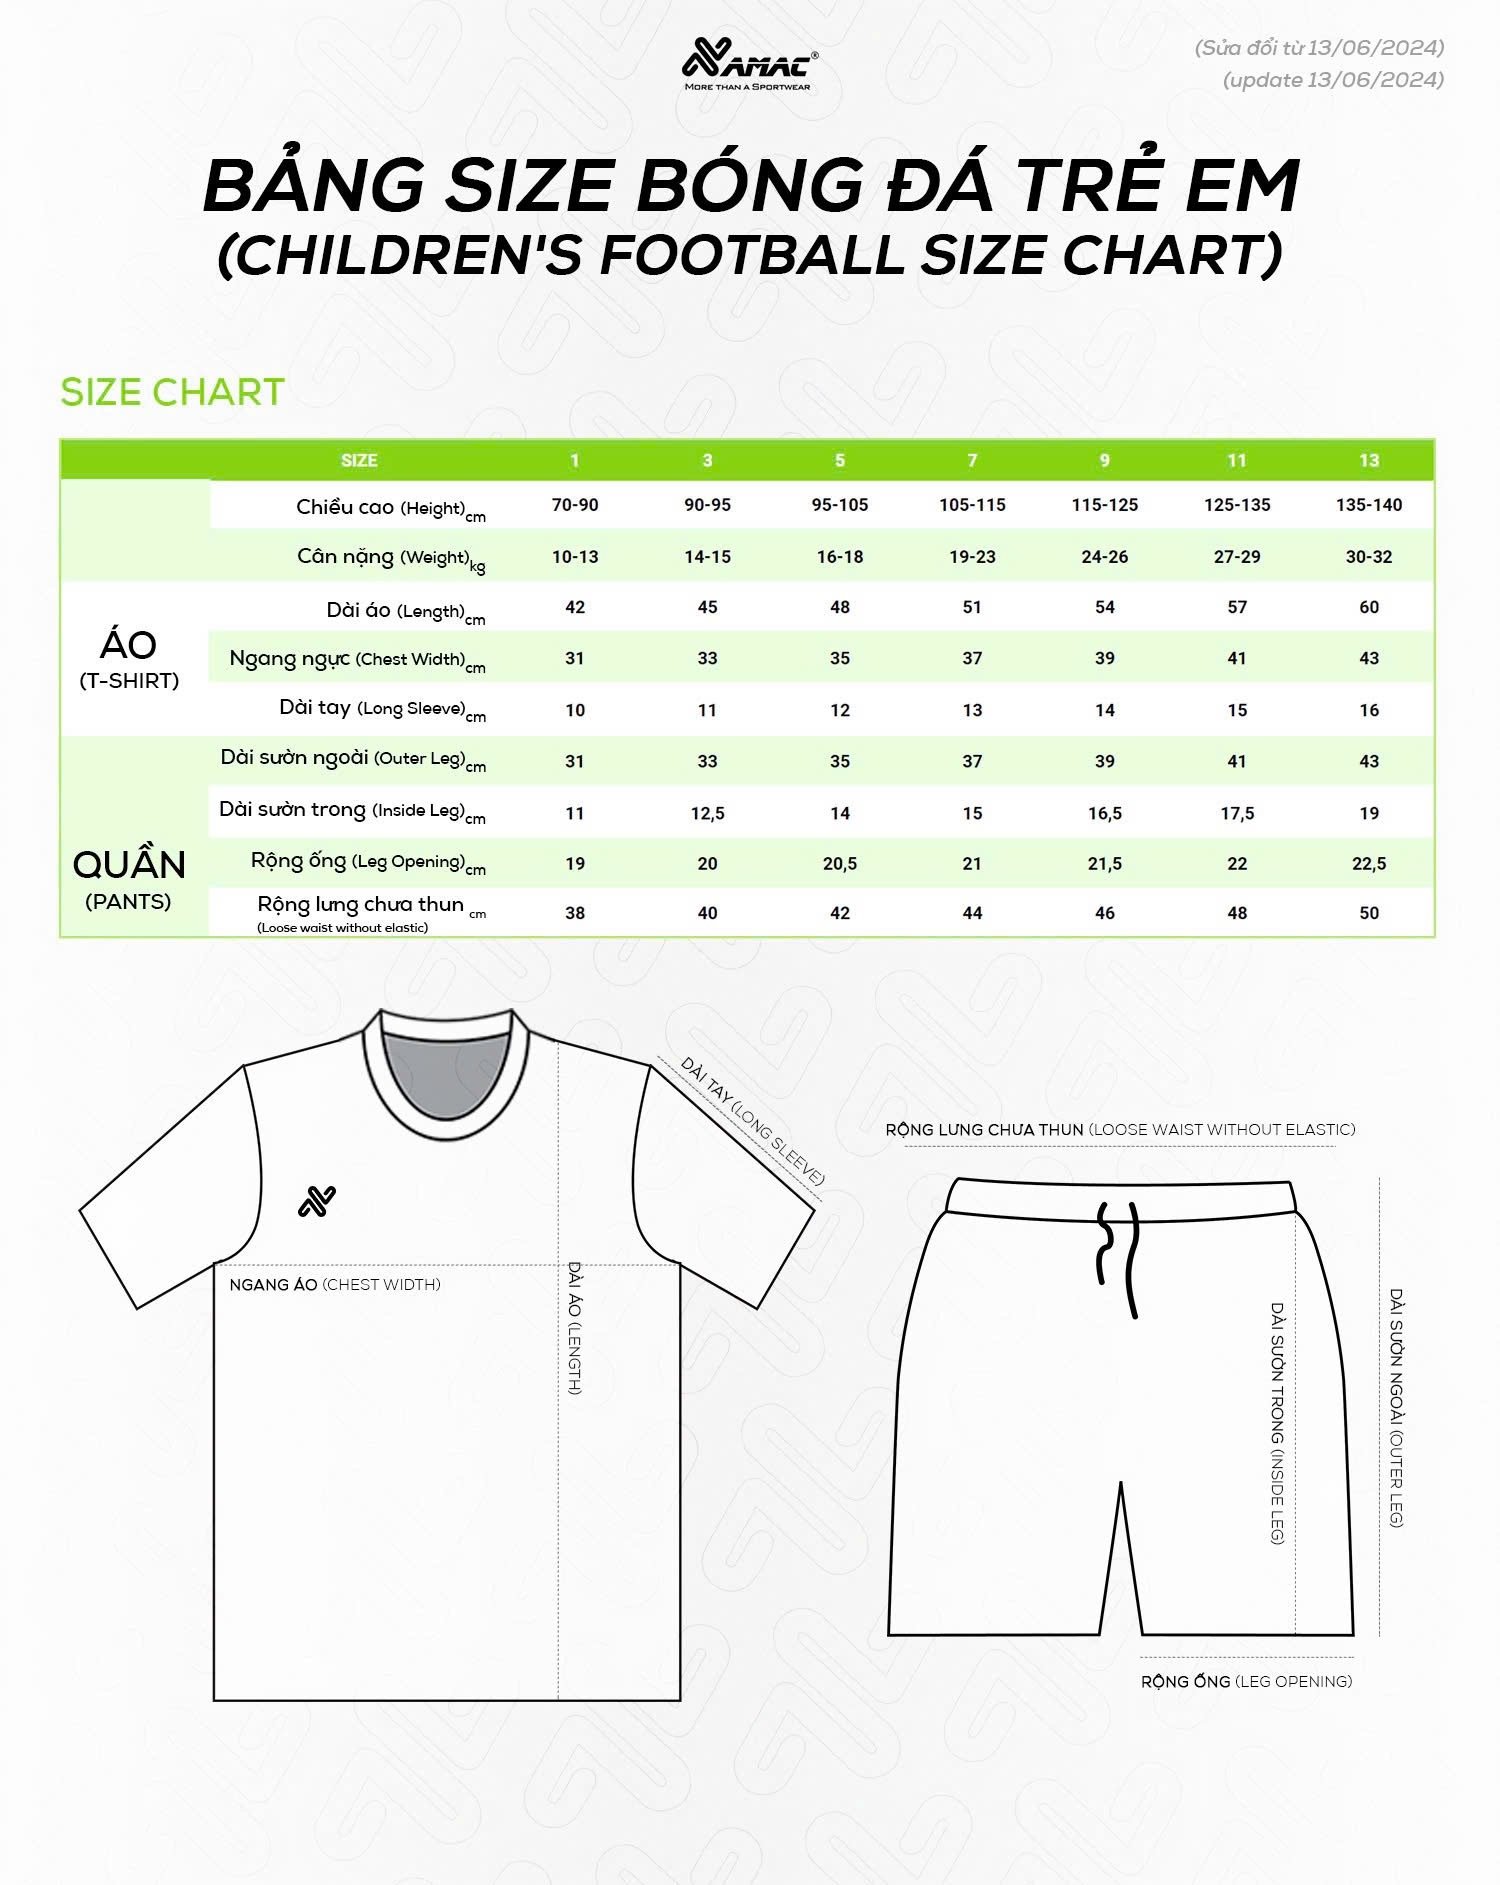 AMAC®
MORE THAN A SPORTWEAR
(Sửa đổi từ 13/06/2024)
(update 13/06/2024)
BẢNG SIZE BÓNG ĐÁ TRẺ EM
(CHILDREN'S FOOTBALL SIZE CHART)
SIZE CHART
SIZE 1 3 5 7 9 11 13
Chiều cao (Height)cm 70-90 90-95 95-105 105-115 115-125 125-135 135-140
Cân nặng (Weight)kg 10-13 14-15 16-18 19-23 24-26 27-29 30-32
ÁO
(T-SHIRT)
Dài áo (Length)cm 42 45 48 51 54 57 60
Ngang ngực (Chest Width)cm 31 33 35 37 39 41 43
Dài tay (Long Sleeve)cm 10 11 12 13 14 15 16
QUẦN
(PANTS)
Dài sườn ngoài (Outer Leg)cm 31 33 35 37 39 41 43
Dài sườn trong (Inside Leg)cm 11 12,5 14 15 16,5 17,5 19
Rộng ống (Leg Opening)cm 19 20 20,5 21 21,5 22 22,5
Rộng lưng chưa thun cm 38 40 42 44 46 48 50
(Loose waist without elastic)
DÀI TAY (LONG SLEEVE)
NGANG ÁO (CHEST WIDTH)
DÀI ÁO (LENGTH)
RỘNG LƯNG CHƯA THUN (LOOSE WAIST WITHOUT ELASTIC)
DÀI SƯỜN TRONG (INSIDE LEG)
DÀI SƯỜN NGOÀI (OUTER LEG)
RỘNG ỐNG (LEG OPENING)